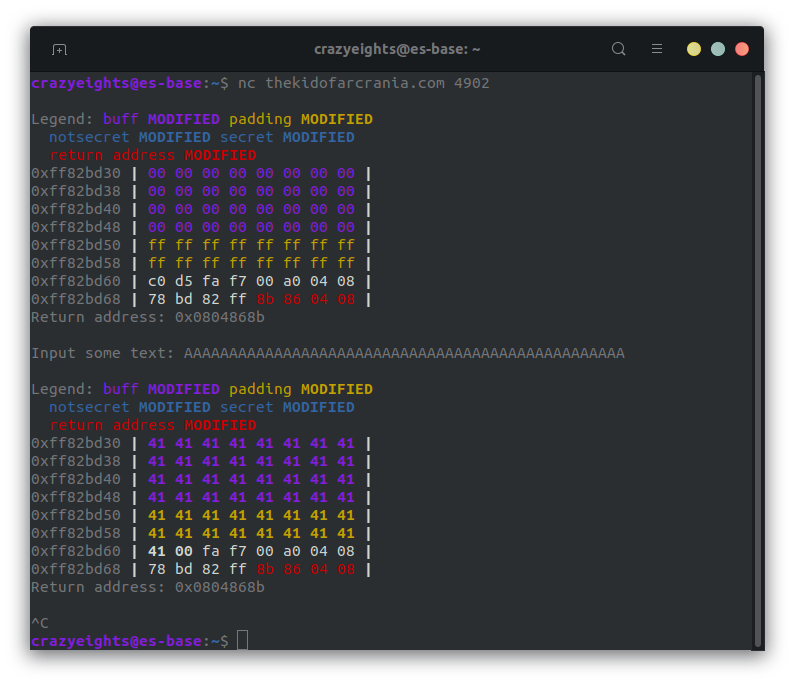 crazyeights@es-base: ~
crazyeights@es-base:~$ nc thekidofarcrania.com 4902
Legend: buff MODIFIED padding MODIFIED
notsecret MODIFIED secret MODIFIED
return address MODIFIED
0xff82bd30 | 00 00 00 00 00 00 00 00 |
0xff82bd38 | 00 00 00 00 00 00 00 00 |
0xff82bd40 | 00 00 00 00 00 00 00 00 |
0xff82bd48 | 00 00 00 00 00 00 00 00 |
0xff82bd50 | ff ff ff ff ff ff ff ff |
0xff82bd58 | ff ff ff ff ff ff ff ff |
0xff82bd60 | c0 d5 fa f7 00 a0 04 08 |
0xff82bd68 | 78 bd 82 ff 8b 86 04 08 |
Return address: 0x0804868b
Input some text: AAAAAAAAAAAAAAAAAAAAAAAAAAAAAAAAAAAAAAAAAAAAAAAAA
Legend: buff MODIFIED padding MODIFIED
notsecret MODIFIED secret MODIFIED
return address MODIFIED
0xff82bd30 | 41 41 41 41 41 41 41 41 |
0xff82bd38 | 41 41 41 41 41 41 41 41 |
0xff82bd40 | 41 41 41 41 41 41 41 41 |
0xff82bd48 | 41 41 41 41 41 41 41 41 |
0xff82bd50 | 41 41 41 41 41 41 41 41 |
0xff82bd58 | 41 41 41 41 41 41 41 41 |
0xff82bd60 | 41 00 fa f7 00 a0 04 08 |
0xff82bd68 | 78 bd 82 ff 8b 86 04 08 |
Return address: 0x0804868b
^C
crazyeights@es-base:~$